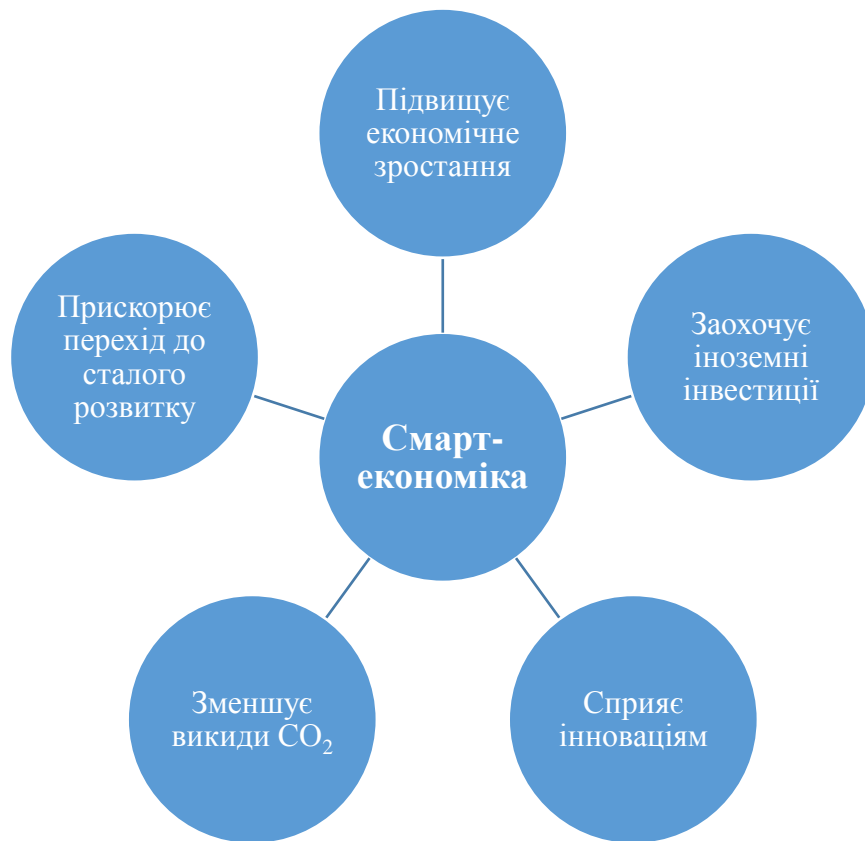 Підвищує
економічне
зростання
Прискорює
перехід до
сталого
розвитку
Заохочує
іноземні
інвестиції
Смарт-
економіка
Зменшує
викиди CO₂
Сприяє
інноваціям